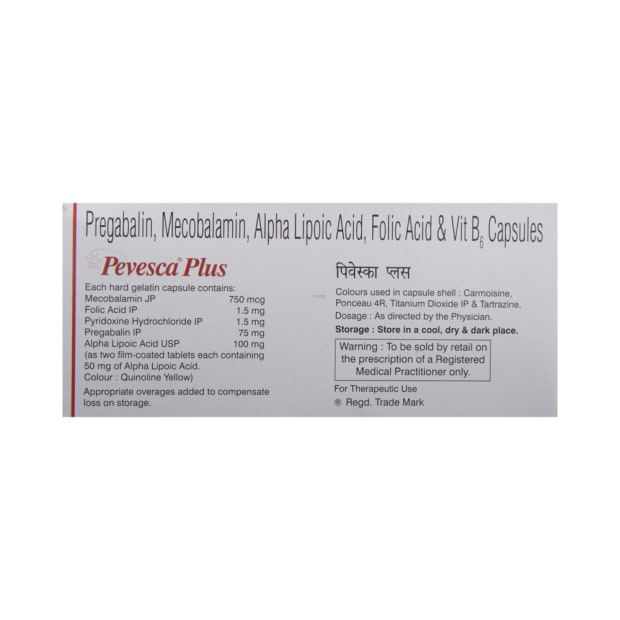 Pregabalin, Mecobalamin, Alpha Lipoic Acid, Folic Acid & Vit B6 Capsules
Pevesca® Plus
Each hard gelatin capsule contains:
Mecobalamin JP 750 mcg
Folic Acid IP 1.5 mg
Pyridoxine Hydrochloride IP 1.5 mg
Pregabalin IP 75 mg
Alpha Lipoic Acid USP 100 mg
(as two film-coated tablets each containing
50 mg of Alpha Lipoic Acid.
Colour : Quinoline Yellow)
Appropriate overages added to compensate
loss on storage.
पिवेस्का प्लस
Colours used in capsule shell : Carmoisine,
Ponceau 4R, Titanium Dioxide IP & Tartrazine.
Dosage : As directed by the Physician.
Storage : Store in a cool, dry & dark place.
Warning : To be sold by retail on
the prescription of a Registered
Medical Practitioner only.
For Therapeutic Use
® Regd. Trade Mark